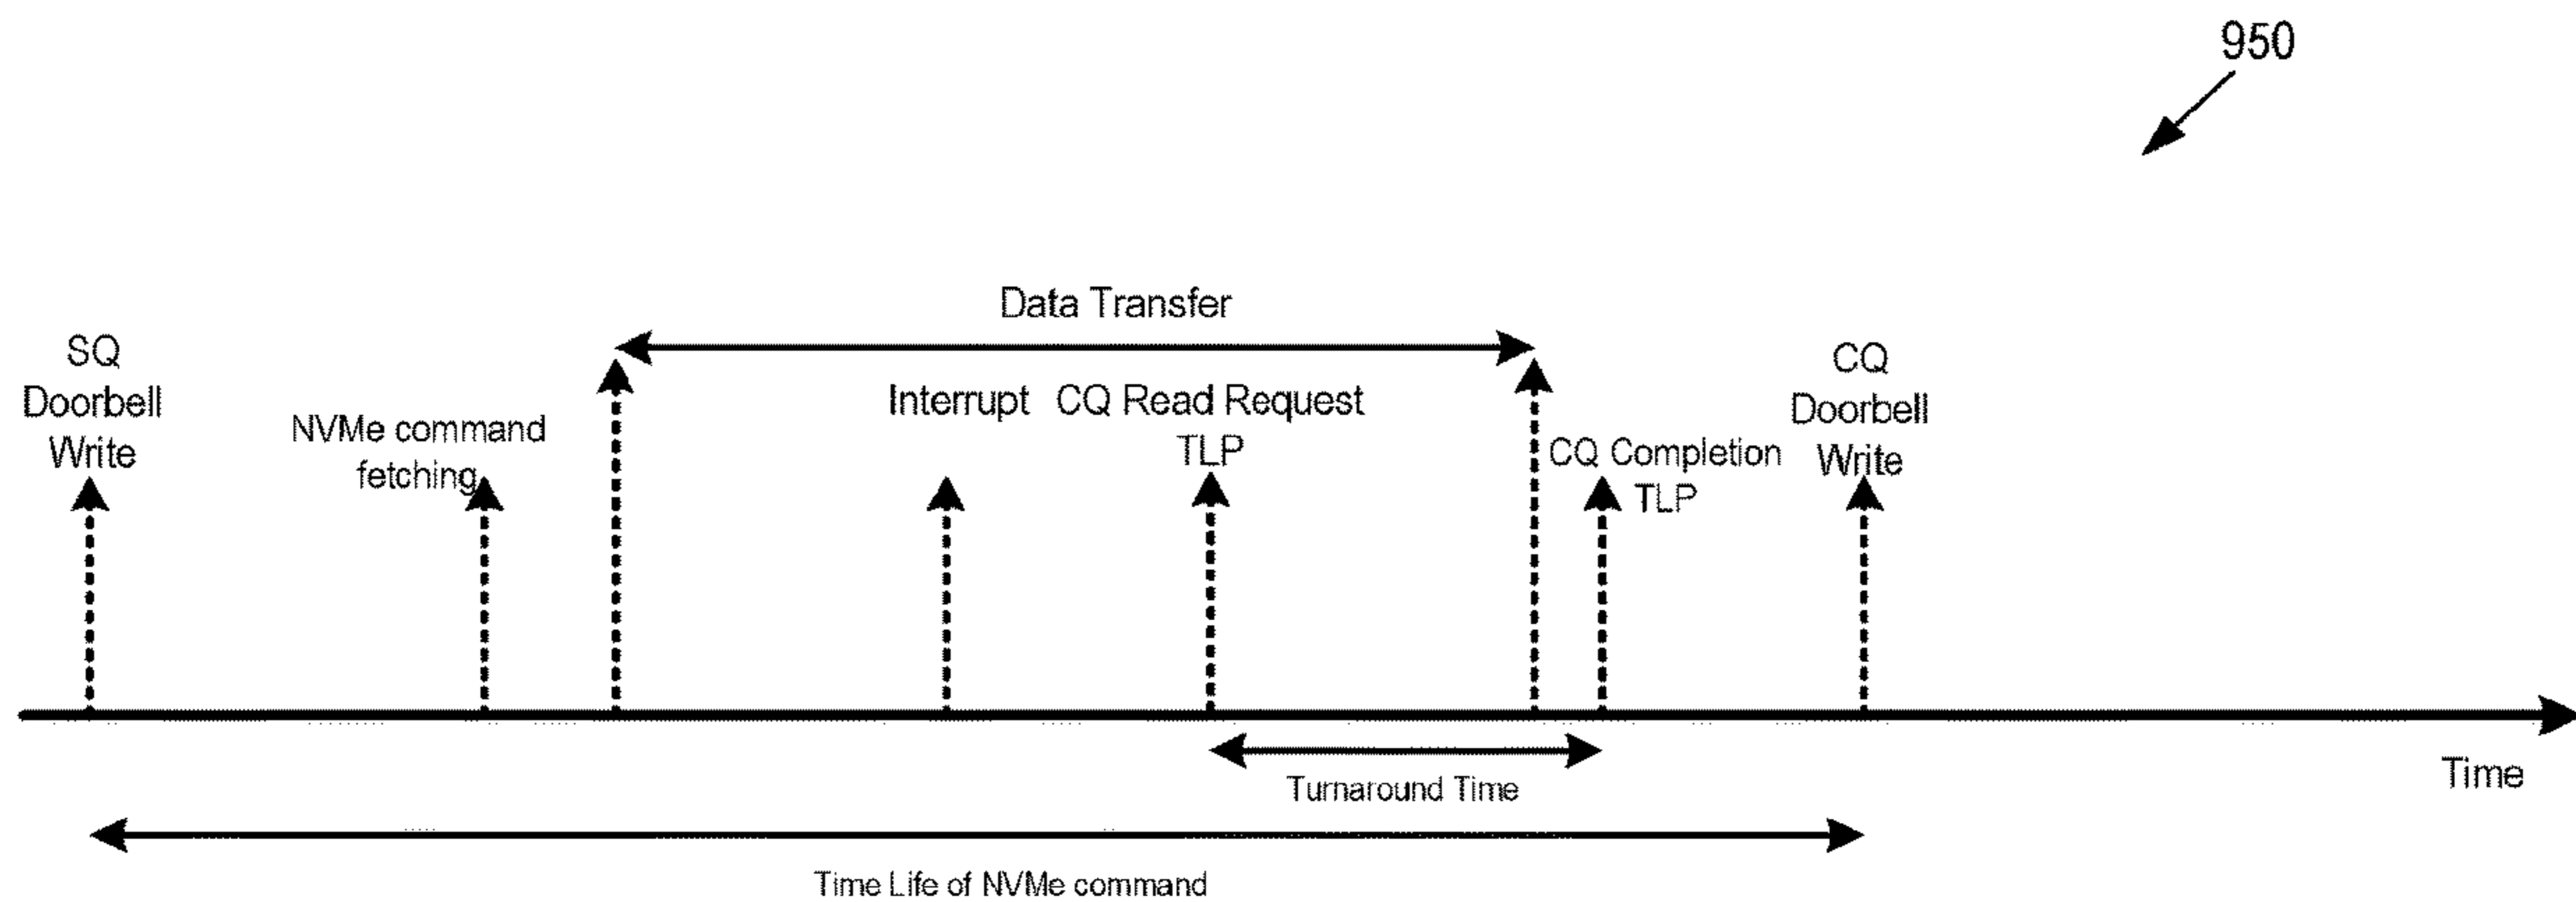 950
Data Transfer
SQ
Doorbell
Write
NVMe command
fetching
Interrupt
CQ Read Request
TLP
CQ Completion
TLP
CQ
Doorbell
Write
Time
Turnaround Time
Time Life of NVMe command